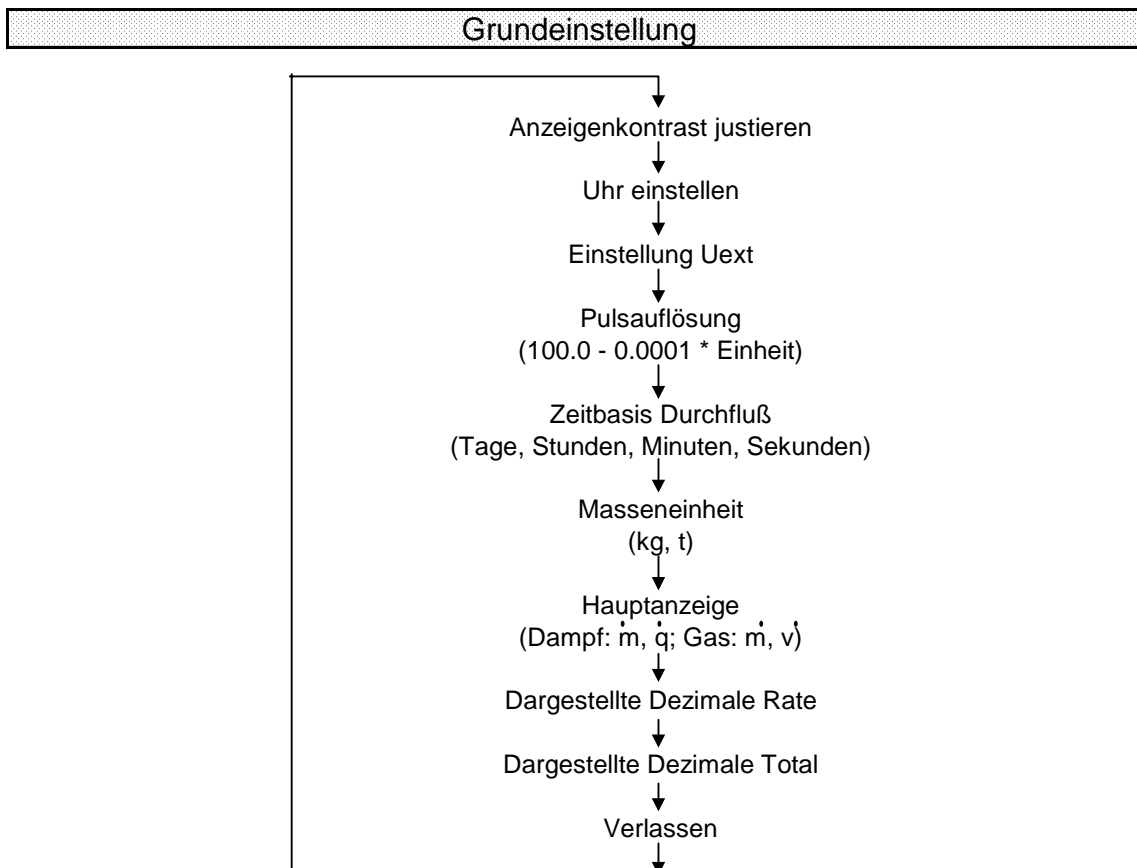 Grundeinstellung
Anzeigenkontrast justieren
Uhr einstellen
Einstellung Uext
Pulsauflösung
(100.0 - 0.0001 * Einheit)
Zeitbasis Durchfluß
(Tage, Stunden, Minuten, Sekunden)
Masseneinheit
(kg, t)
Hauptanzeige
(Dampf: ṁ, q̇; Gas: ṁ, v̇)
Dargestellte Dezimale Rate
Dargestellte Dezimale Total
Verlassen